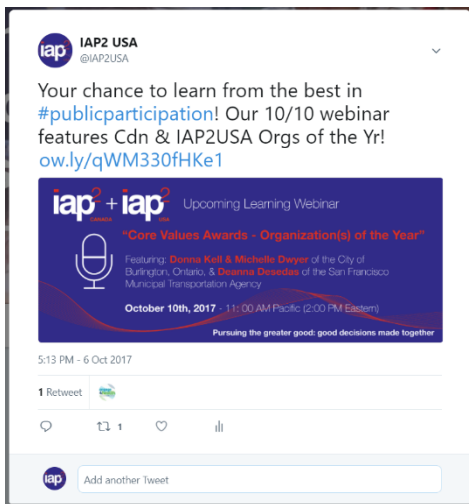 iap2
IAP2 USA
@IAP2USA
Your chance to learn from the best in
#publicparticipation! Our 10/10 webinar
features Cdn & IAP2USA Orgs of the Yr!
ow.ly/qWM330fHKe1
iap2 + iap2 Upcoming Learning Webinar
CANADA USA
"Core Values Awards - Organization(s) of the Year"
Featuring: Donna Kell & Michelle Dwyer of the City of
Burlington, Ontario, & Deanna Desedas of the San Francisco
Municipal Transportation Agency
October 10th, 2017 - 11: 00 AM Pacific (2:00 PM Eastern)
Pursuing the greater good: good decisions made together
5:13 PM - 6 Oct 2017
1 Retweet
1
iap2
Add another Tweet